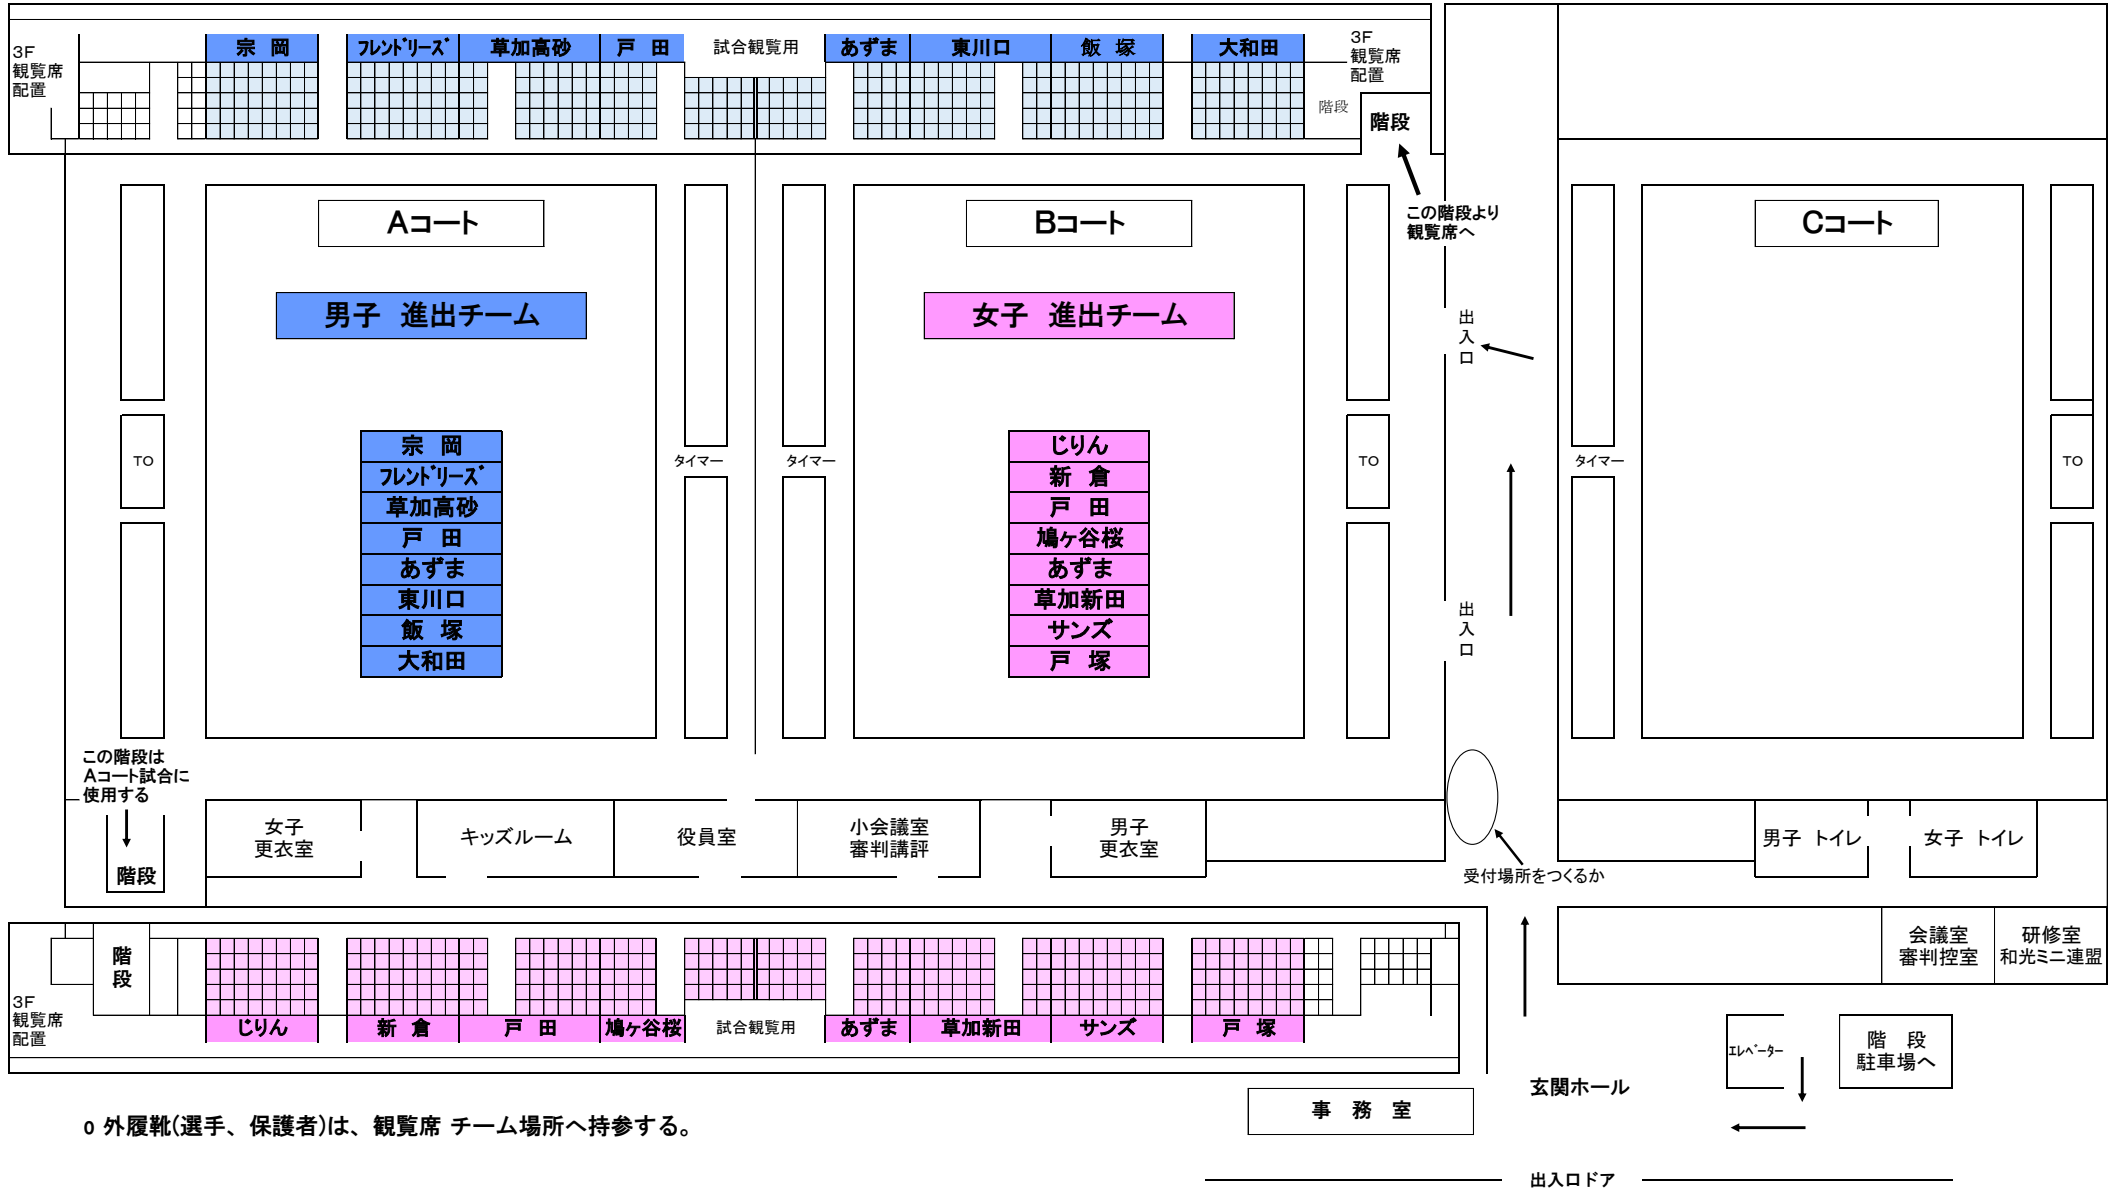 3F
観覧席
配置
宗　岡
フレンドリーズ
草加高砂
戸　田
試合観覧用
あずま
東川口
飯　塚
大和田
3F
観覧席
配置
階段
階段
この階段より
観覧席へ
Aコート
Bコート
Cコート
男子　進出チーム
女子　進出チーム
出入口
宗　岡
フレンドリーズ
草加高砂
戸　田
あずま
東川口
飯　塚
大和田
じりん
新　倉
戸　田
鳩ヶ谷桜
あずま
草加新田
サンズ
戸　塚
TO
タイマー
タイマー
TO
タイマー
TO
出入口
この階段は
Aコート試合に
使用する
階段
女子
更衣室
キッズルーム
役員室
小会議室
審判講評
男子
更衣室
受付場所をつくるか
男子　トイレ
女子　トイレ
階
段
3F
観覧席
配置
じりん
新　倉
戸　田
鳩ヶ谷桜
試合観覧用
あずま
草加新田
サンズ
戸　塚
会議室
審判控室
研修室
和光ミニ連盟
エレベーター
階　段
駐車場へ
玄関ホール
事　務　室
0 外履靴(選手、保護者)は、観覧席 チーム場所へ持参する。
出入口ドア